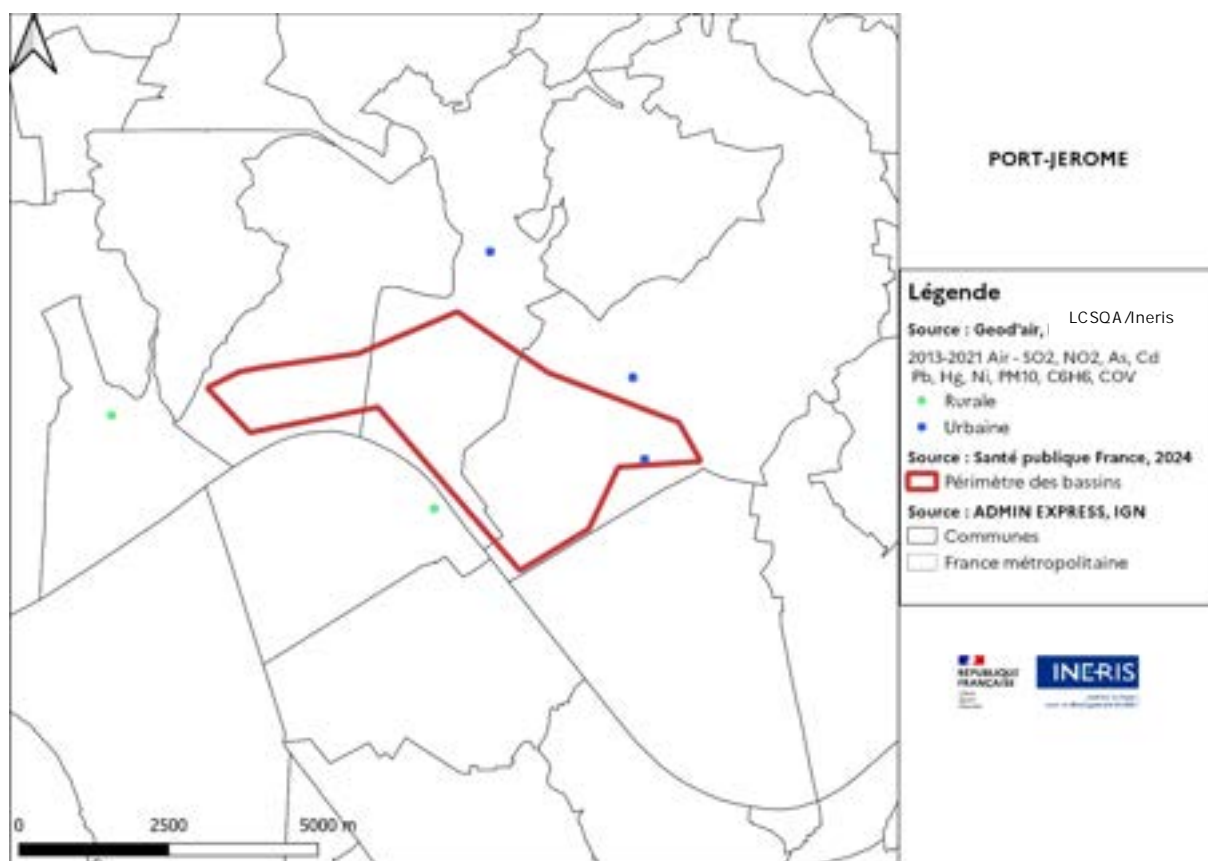 PORT-JEROME
Légende
Source : Geod'air, LCSQA/Ineris
2013-2021 Air - SO2, NO2, As, Cd
Pb, Hg, Ni, PM10, C6H6, COV
Rurale
Urbaine
Source : Santé publique France, 2024
Périmètre des bassins
Source : ADMIN EXPRESS, IGN
Communes
France métropolitaine
RÉPUBLIQUE
FRANÇAISE
INERIS
0 2500 5000 m